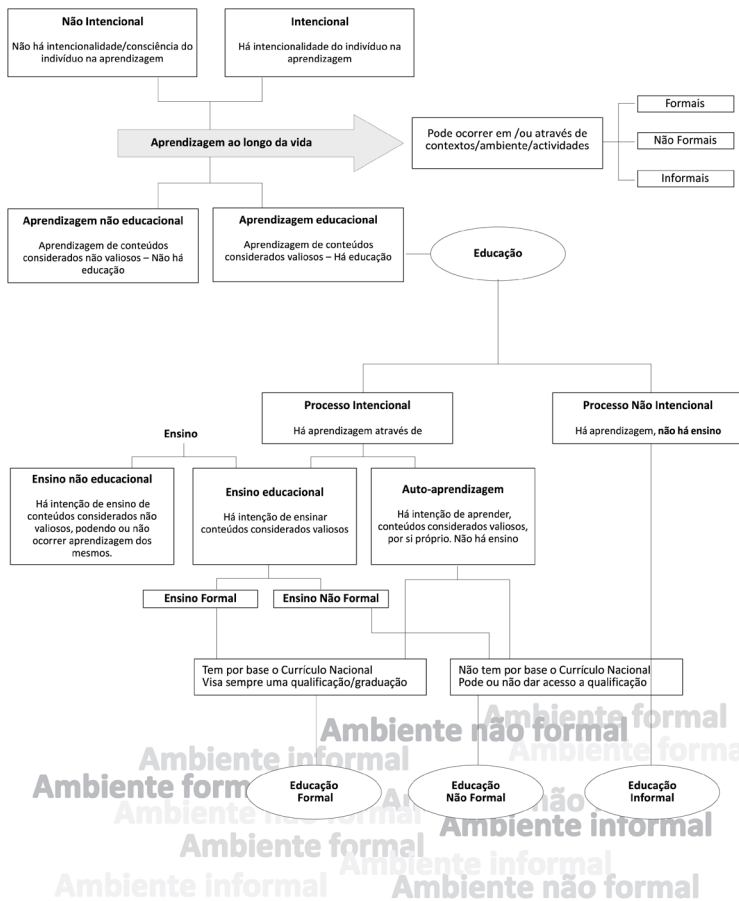 Não Intencional
Não há intencionalidade/consciência do
indivíduo na aprendizagem
Intencional
Há intencionalidade do indivíduo na
aprendizagem
Aprendizagem ao longo da vida
Pode ocorrer em /ou através de
contextos/ambiente/actividades
Formais
Não Formais
Informais
Aprendizagem não educacional
Aprendizagem de conteúdos
considerados não valiosos – Não há
educação
Aprendizagem educacional
Aprendizagem de conteúdos
considerados valiosos – Há educação
Educação
Processo Intencional
Há aprendizagem através de
Processo Não Intencional
Há aprendizagem, não há ensino
Ensino
Ensino não educacional
Há intenção de ensino de
conteúdos considerados não
valiosos, podendo ou não
ocorrer aprendizagem dos
mesmos.
Ensino educacional
Há intenção de ensinar
conteúdos considerados valiosos
Auto-aprendizagem
Há intenção de aprender,
conteúdos considerados valiosos,
por si próprio. Não há ensino
Ensino Formal
Ensino Não Formal
Tem por base o Currículo Nacional
Visa sempre uma qualificação/graduação
Não tem por base o Currículo Nacional
Pode ou não dar acesso a qualificação
Ambiente formal
Ambiente não formal
Ambiente forma
Ambiente informal
Ambiente form
Educação
Formal
Educação
Não Formal
Educação
Informal
Ambiente não formal
não
Ambiente informal
Ambiente formal
Ambiente informal
Ambiente informal
Ambiente não formal